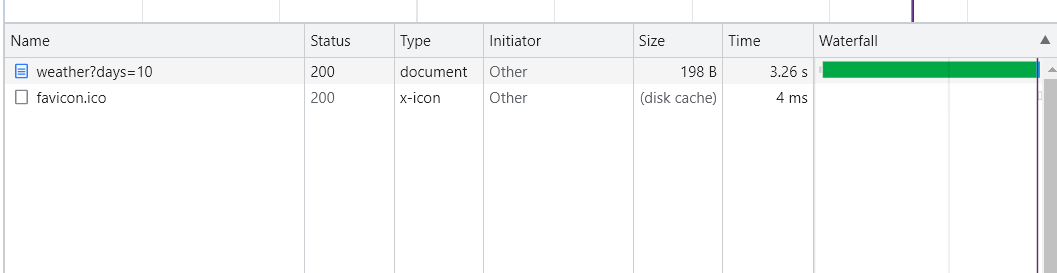 Name Status Type Initiator Size Time Waterfall
weather?days=10 200 document Other 198 B 3.26 s
favicon.ico 200 x-icon Other (disk cache) 4 ms